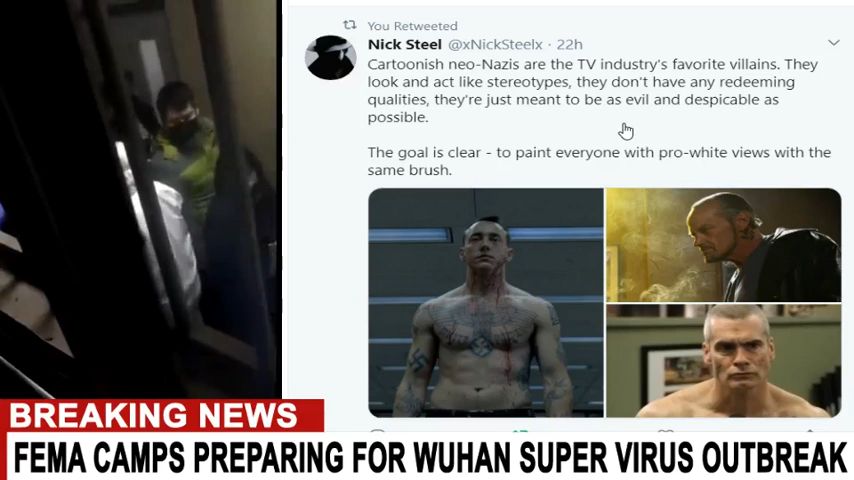 You Retweeted
Nick Steel @xNickSteelx · 22h
Cartoonish neo-Nazis are the TV industry's favorite villains. They
look and act like stereotypes, they don't have any redeeming
qualities, they're just meant to be as evil and despicable as
possible.
The goal is clear - to paint everyone with pro-white views with the
same brush.
BREAKING NEWS
FEMA CAMPS PREPARING FOR WUHAN SUPER VIRUS OUTBREAK